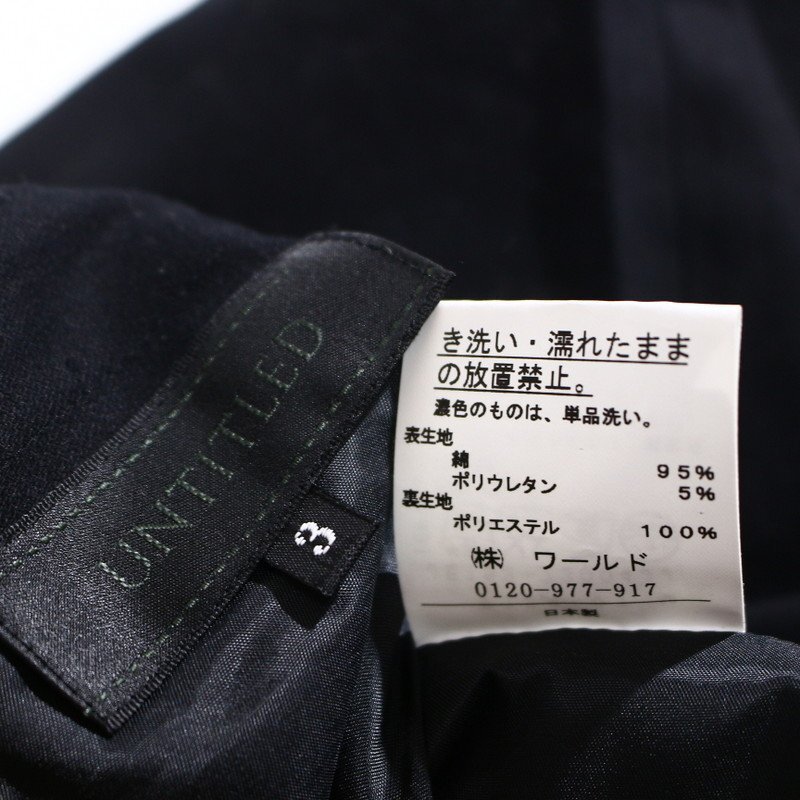 UNTITLED
3
き洗い・濡れたまま
の放置禁止。
濃色のものは、単品洗い。
表生地
綿 95%
ポリウレタン 5%
裏生地
ポリエステル 100%
㈱ ワールド
0120-977-917
日本製